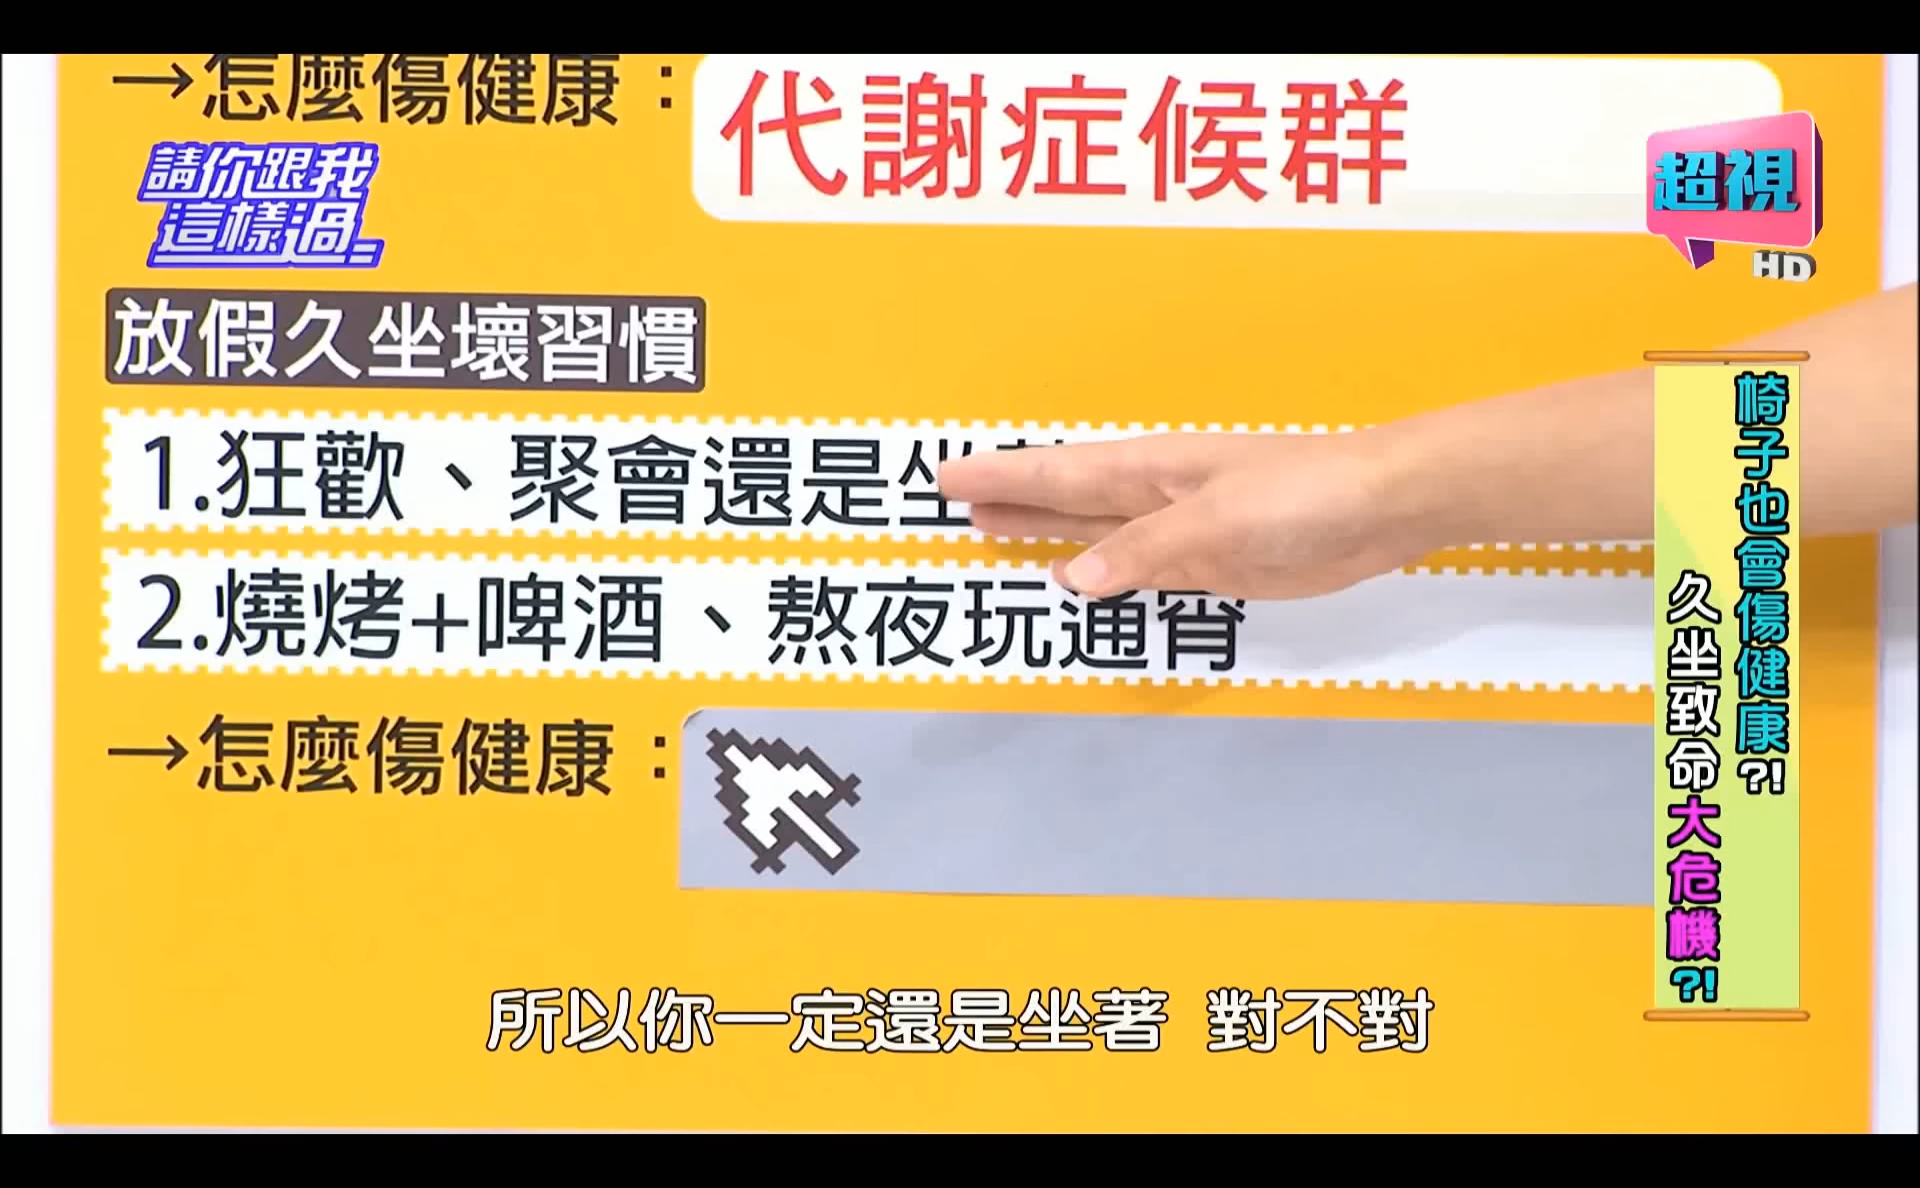 →怎麼傷健康：代謝症候群
請你跟我
這樣過
超視
HD
放假久坐壞習慣
1.狂歡、聚會還是坐
2.燒烤+啤酒、熬夜玩通宵
→怎麼傷健康：
椅子也會傷健康?!
久坐致命大危機?!
所以你一定還是坐著 對不對